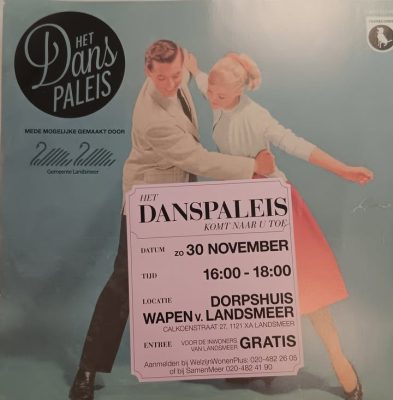 HET
Dans
PALEIS
MEDE MOGELIJKE GEMAAKT DOOR
Gemeente Landsmeer
HET
DANSPALEIS
KOMT NAAR U TOE
DATUM ZO 30 NOVEMBER
TIJD 16:00 - 18:00
LOCATIE DORPSHUIS
WAPEN v. LANDSMEER
CALKOENSTRAAT 27, 1121 XA LANDSMEER
ENTREE VOOR DE INWONERS
VAN LANDSMEER GRATIS
Aanmelden bij WelzijnWonenPlus: 020-482 26 05
of bij SamenMeer 020-482 41 90